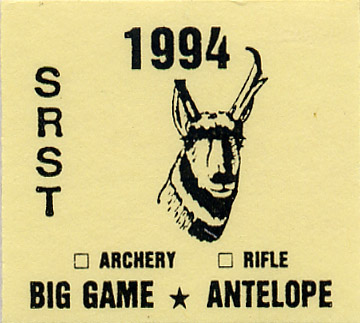 1994
SRST
☐ ARCHERY ☐ RIFLE
BIG GAME ★ ANTELOPE